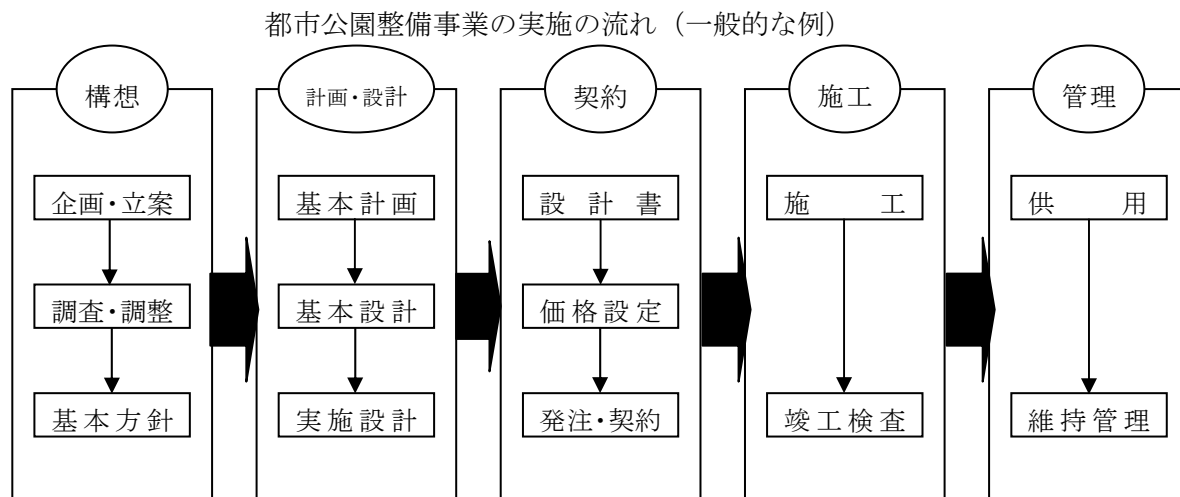 都市公園整備事業の実施の流れ（一般的な例）
構想
企画・立案
調査・調整
基本方針
計画・設計
基本計画
基本設計
実施設計
契約
設計書
価格設定
発注・契約
施工
施工
竣工検査
管理
供用
維持管理